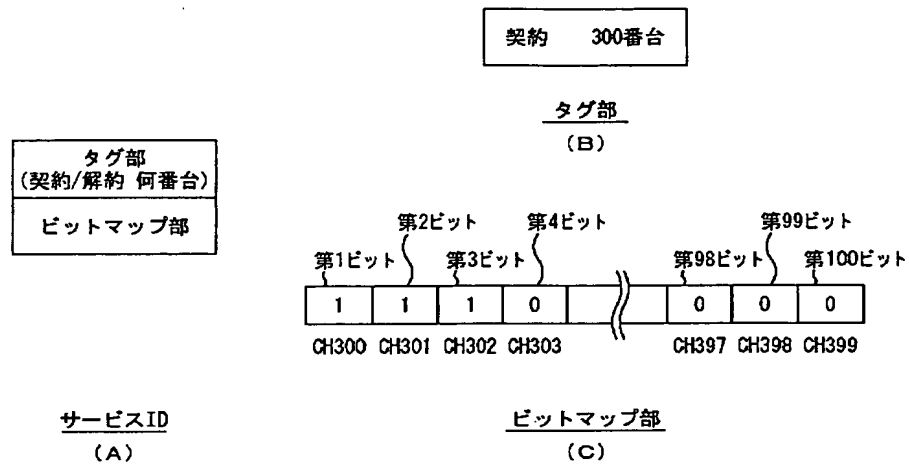 契約 300番台
タグ部
(B)
タグ部
(契約/解約 何番台)
ビットマップ部
第2ビット 第4ビット 第99ビット
第1ビット 第3ビット 第98ビット 第100ビット
1 1 1 0 0 0 0
CH300 CH301 CH302 CH303 CH397 CH398 CH399
サービスID
(A)
ビットマップ部
(C)